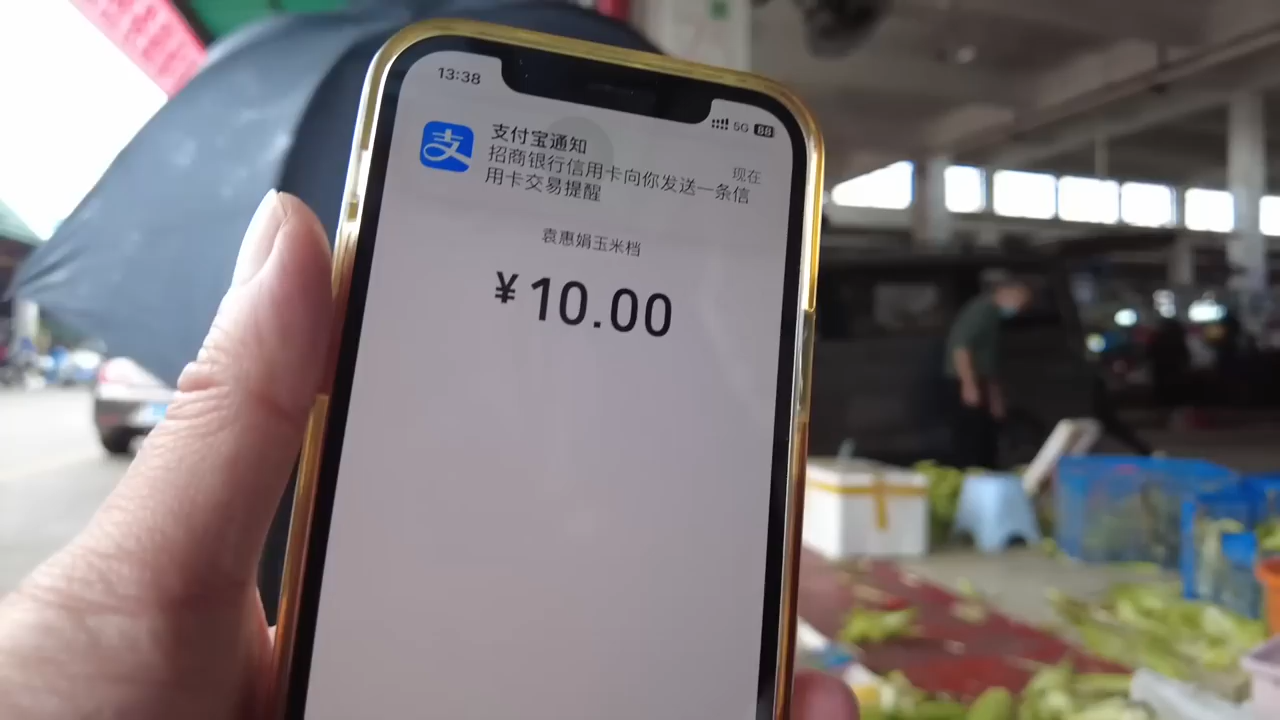 13:38
5G 88
支付宝通知
现在
招商银行信用卡向你发送一条信
用卡交易提醒
袁惠娟玉米档
¥10.00